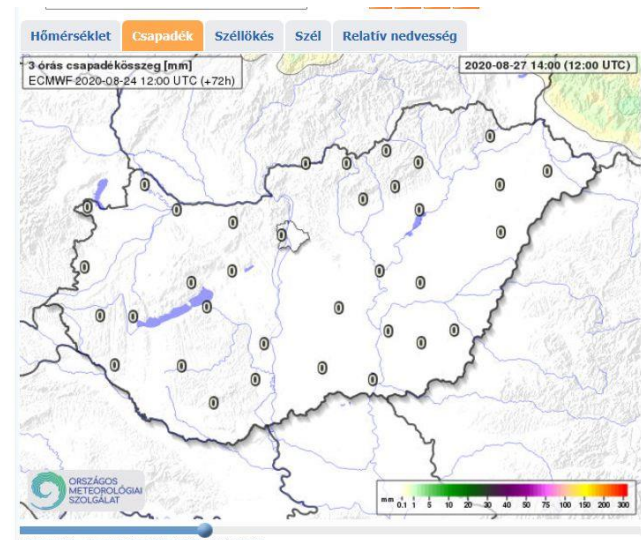 Hőmérséklet Csapadék Széllökés Szél Relatív nedvesség
3 órás csapadékösszeg [mm]
ECMWF 2020-08-24 12:00 UTC (+72h)
2020-08-27 14:00 (12:00 UTC)
0
0 0 0
0 0
0 0 0
0 0
0 0 0
0 0
0 0 0
0 0 0
0 0 0
0 0 0
0 0
0 0 0
0 0
0
ORSZÁGOS
METEOROLÓGIAI
SZOLGÁLAT
mm 0.1 1 5 10 20 30 40 50 75 100 150 200 300